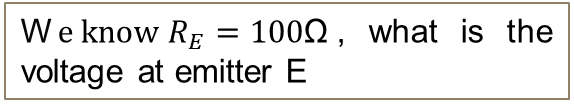 We know R_E = 100Ω , what is the
voltage at emitter E